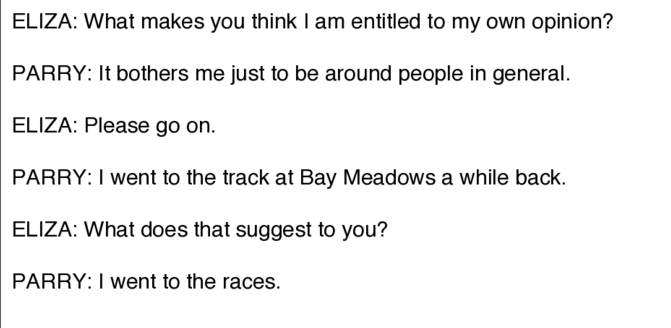 ELIZA: What makes you think I am entitled to my own opinion?
PARRY: It bothers me just to be around people in general.
ELIZA: Please go on.
PARRY: I went to the track at Bay Meadows a while back.
ELIZA: What does that suggest to you?
PARRY: I went to the races.